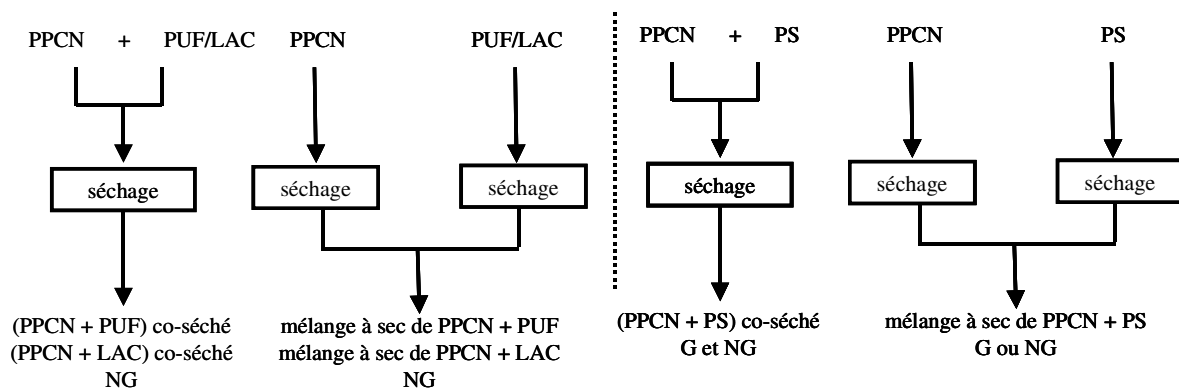 PPCN + PUF/LAC PPCN PUF/LAC PPCN + PS PPCN PS
séchage séchage séchage séchage séchage séchage
(PPCN + PUF) co-séché
(PPCN + LAC) co-séché
NG
mélange à sec de PPCN + PUF
mélange à sec de PPCN + LAC
NG
(PPCN + PS) co-séché
G et NG
mélange à sec de PPCN + PS
G ou NG